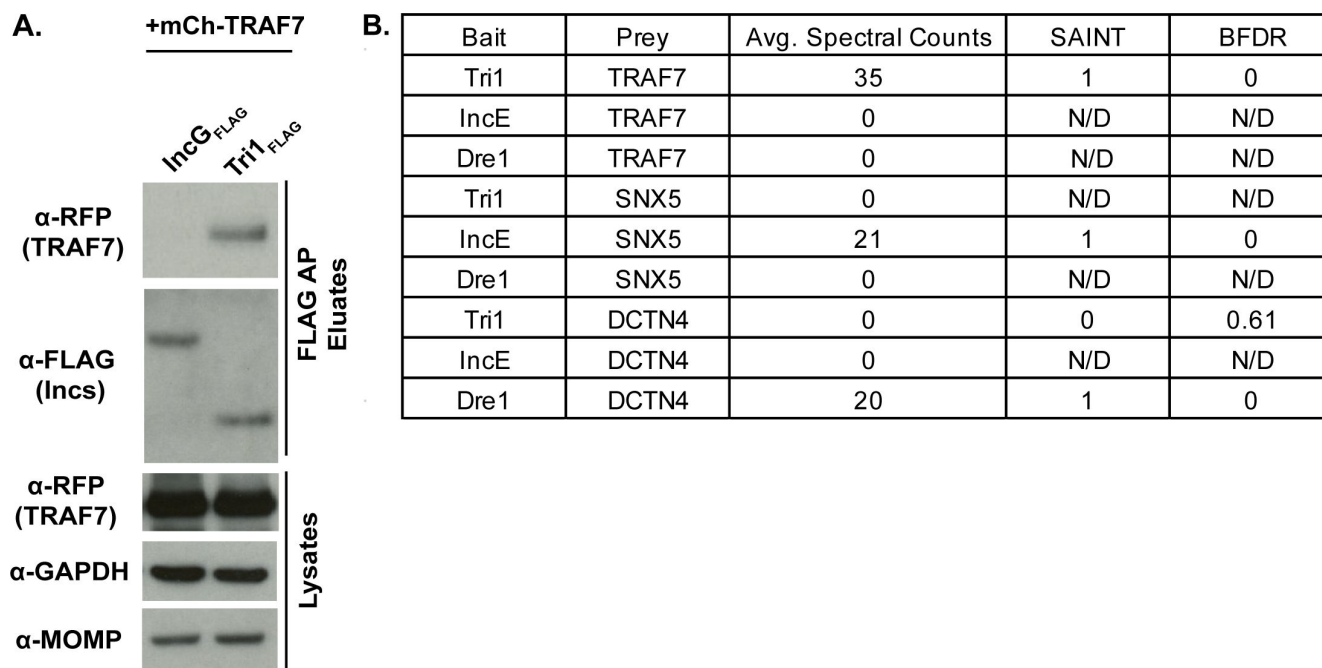 A.
+mCh-TRAF7
IncG FLAG
Tri1 FLAG
α-RFP
(TRAF7)
α-FLAG
(Incs)
FLAG AP
Eluates
α-RFP
(TRAF7)
α-GAPDH
α-MOMP
Lysates
B.
Bait Prey Avg. Spectral Counts SAINT BFDR
Tri1 TRAF7 35 1 0
IncE TRAF7 0 N/D N/D
Dre1 TRAF7 0 N/D N/D
Tri1 SNX5 0 N/D N/D
IncE SNX5 21 1 0
Dre1 SNX5 0 N/D N/D
Tri1 DCTN4 0 0 0.61
IncE DCTN4 0 N/D N/D
Dre1 DCTN4 20 1 0